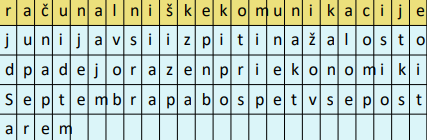 računalniškekomunikacije
junijavsiizpitinažalosto
dpadejorazenpriekonomiki
Septembrapabospetvsepost
arem